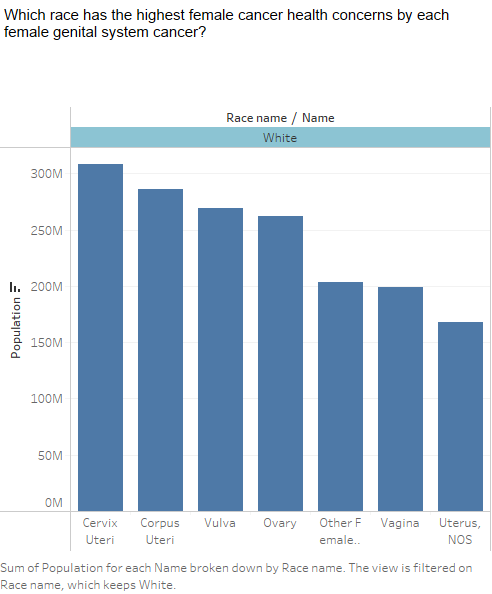 Which race has the highest female cancer health concerns by each
female genital system cancer?
Race name / Name
White
300M
250M
200M
150M
100M
50M
0M
Population
Cervix
Uteri
Corpus
Uteri
Vulva
Ovary
Other F
emale..
Vagina
Uterus,
NOS
Sum of Population for each Name broken down by Race name. The view is filtered on
Race name, which keeps White.